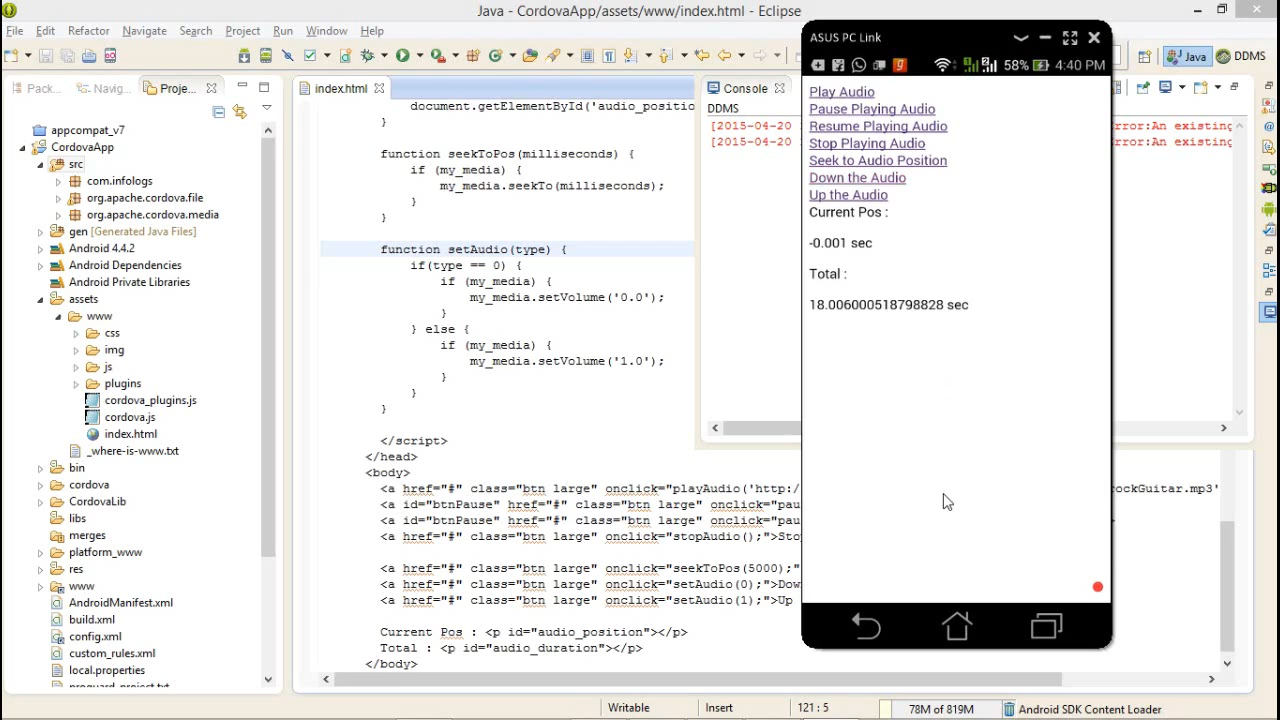 Java - CordovaApp/assets/www/index.html - Eclipse
File Edit Refactor Navigate Search Project Run Window Help
Java DDMS
Pack... Navig... Proje...
appcompat_v7
CordovaApp
src
com.infologs
org.apache.cordova.file
org.apache.cordova.media
gen [Generated Java Files]
Android 4.4.2
Android Dependencies
Android Private Libraries
assets
www
css
img
js
plugins
cordova_plugins.js
cordova.js
index.html
_where-is-www.txt
bin
cordova
CordovaLib
libs
merges
platform_www
res
www
AndroidManifest.xml
build.xml
config.xml
custom_rules.xml
local.properties
proguard_project.txt
index.html
document.getElementById('audio_positio
}
function seekToPos(milliseconds) {
if (my_media) {
my_media.seekTo(milliseconds);
}
}
function setAudio(type) {
if(type == 0) {
if (my_media) {
my_media.setVolume('0.0');
}
} else {
if (my_media) {
my_media.setVolume('1.0');
}
}
}
</script>
</head>
<body>
<a href="#" class="btn large" onclick="playAudio('http:/ rockGuitar.mp3'
<a id="btnPause" href="#" class="btn large" onclick="pau
<a id="btnPause" href="#" class="btn large" onclick="pau
<a href="#" class="btn large" onclick="stopAudio();">Sto
<a href="#" class="btn large" onclick="seekToPos(5000);"
<a href="#" class="btn large" onclick="setAudio(0);">Dow
<a href="#" class="btn large" onclick="setAudio(1);">Up
Current Pos : <p id="audio_position"></p>
Total : <p id="audio_duration"></p>
</body>
Console
DDMS
[2015-04-20 rror:An existing
[2015-04-20 rror:An existing
ASUS PC Link
58% 4:40 PM
Play Audio
Pause Playing Audio
Resume Playing Audio
Stop Playing Audio
Seek to Audio Position
Down the Audio
Up the Audio
Current Pos :
-0.001 sec
Total :
18.006000518798828 sec
Writable Insert 121 : 5 78M of 819M Android SDK Content Loader